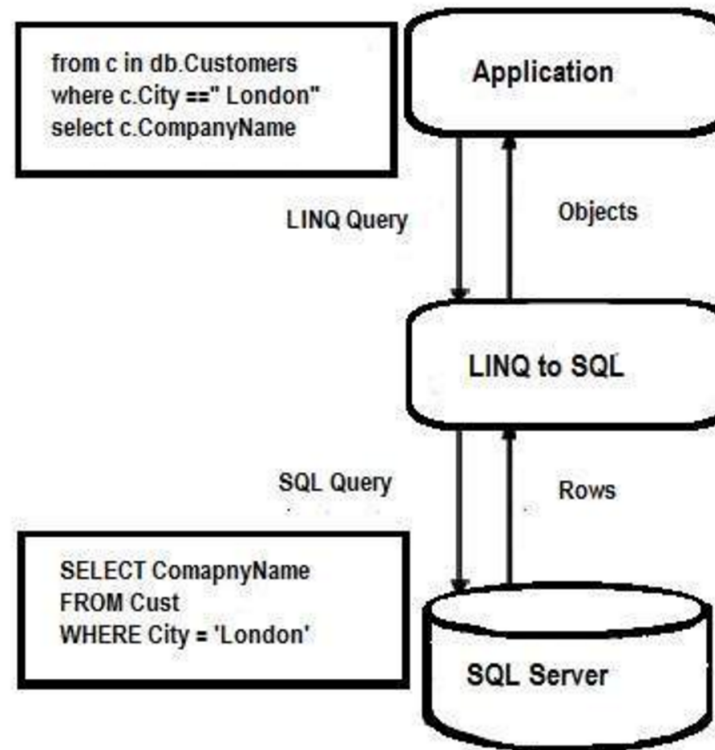 from c in db.Customers
where c.City ==" London"
select c.CompanyName
Application
LINQ Query
Objects
LINQ to SQL
SQL Query
Rows
SELECT ComapnyName
FROM Cust
WHERE City = 'London'
SQL Server